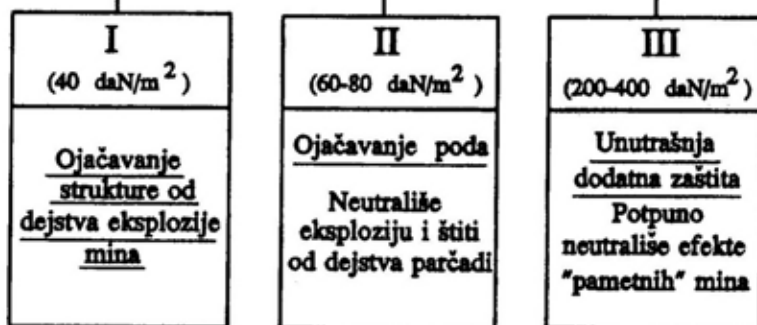 I
(40 daN/m²)
Ojačavanje
strukture od
dejstva eksplozije
mina
II
(60-80 daN/m²)
Ojačavanje poda
Neutrališe
eksploziju i štiti
od dejstva parčadi
III
(200-400 daN/m²)
Unutrašnja
dodatna zaštita
Potpuno
neutrališe efekte
"pametnih" mina